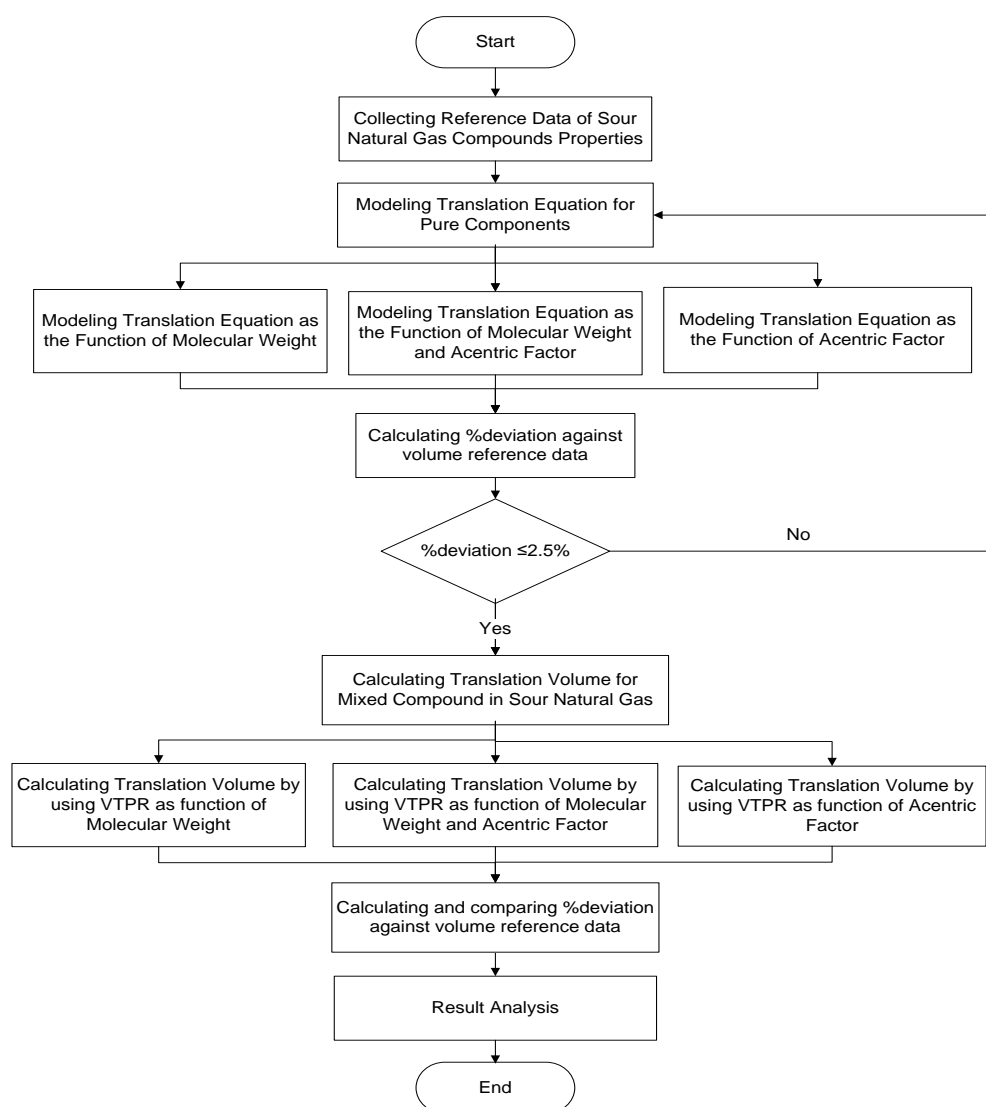 Start
Collecting Reference Data of Sour
Natural Gas Compounds Properties
Modeling Translation Equation for
Pure Components
Modeling Translation Equation as
the Function of Molecular Weight
Modeling Translation Equation as
the Function of Molecular Weight
and Acentric Factor
Modeling Translation Equation as
the Function of Acentric Factor
Calculating %deviation against
volume reference data
%deviation ≤2.5%
No
Yes
Calculating Translation Volume for
Mixed Compound in Sour Natural Gas
Calculating Translation Volume by
using VTPR as function of
Molecular Weight
Calculating Translation Volume by
using VTPR as function of Molecular
Weight and Acentric Factor
Calculating Translation Volume by
using VTPR as function of Acentric
Factor
Calculating and comparing %deviation
against volume reference data
Result Analysis
End